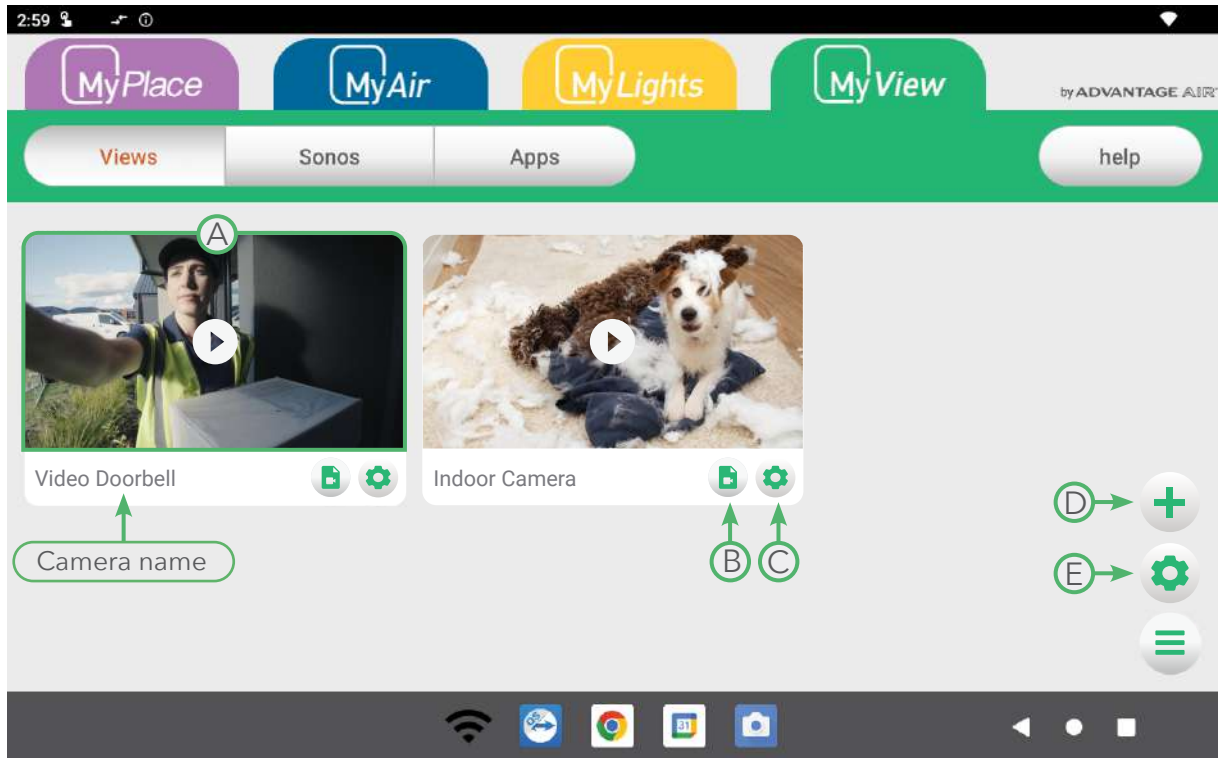 2:59
MyPlace
MyAir
MyLights
MyView
by ADVANTAGE AIR
Views
Sonos
Apps
help
A
Video Doorbell
Indoor Camera
Camera name
B
C
D
E
31